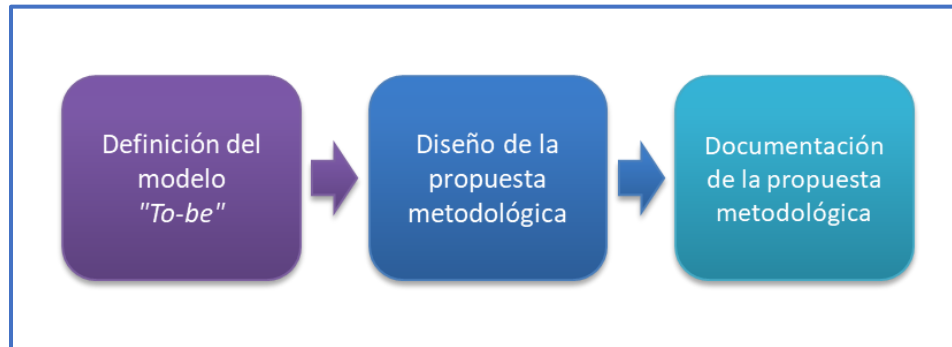 Definición del
modelo
"To-be"
Diseño de la
propuesta
metodológica
Documentación
de la propuesta
metodológica